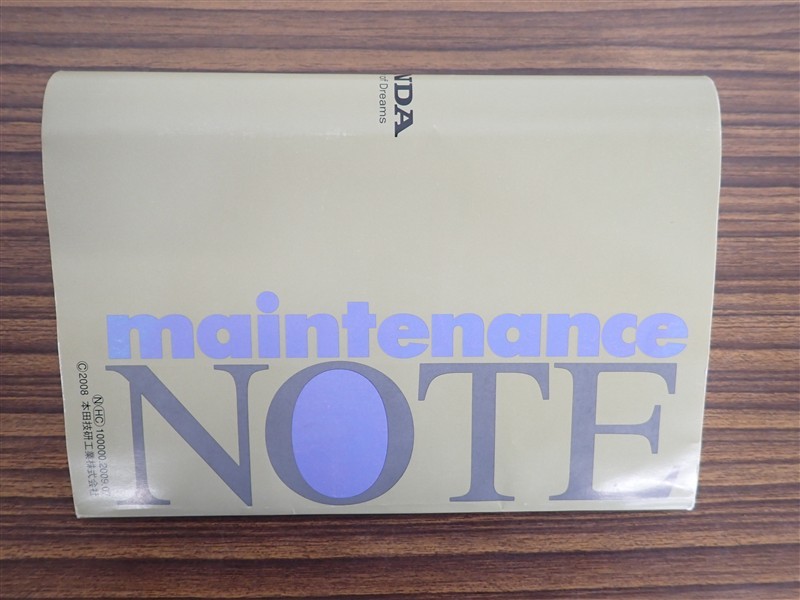 NDA
of Dreams
maintenance
NOTE
Ⓝ HC 100000.2009.07
©2008 本田技研工業株式会社